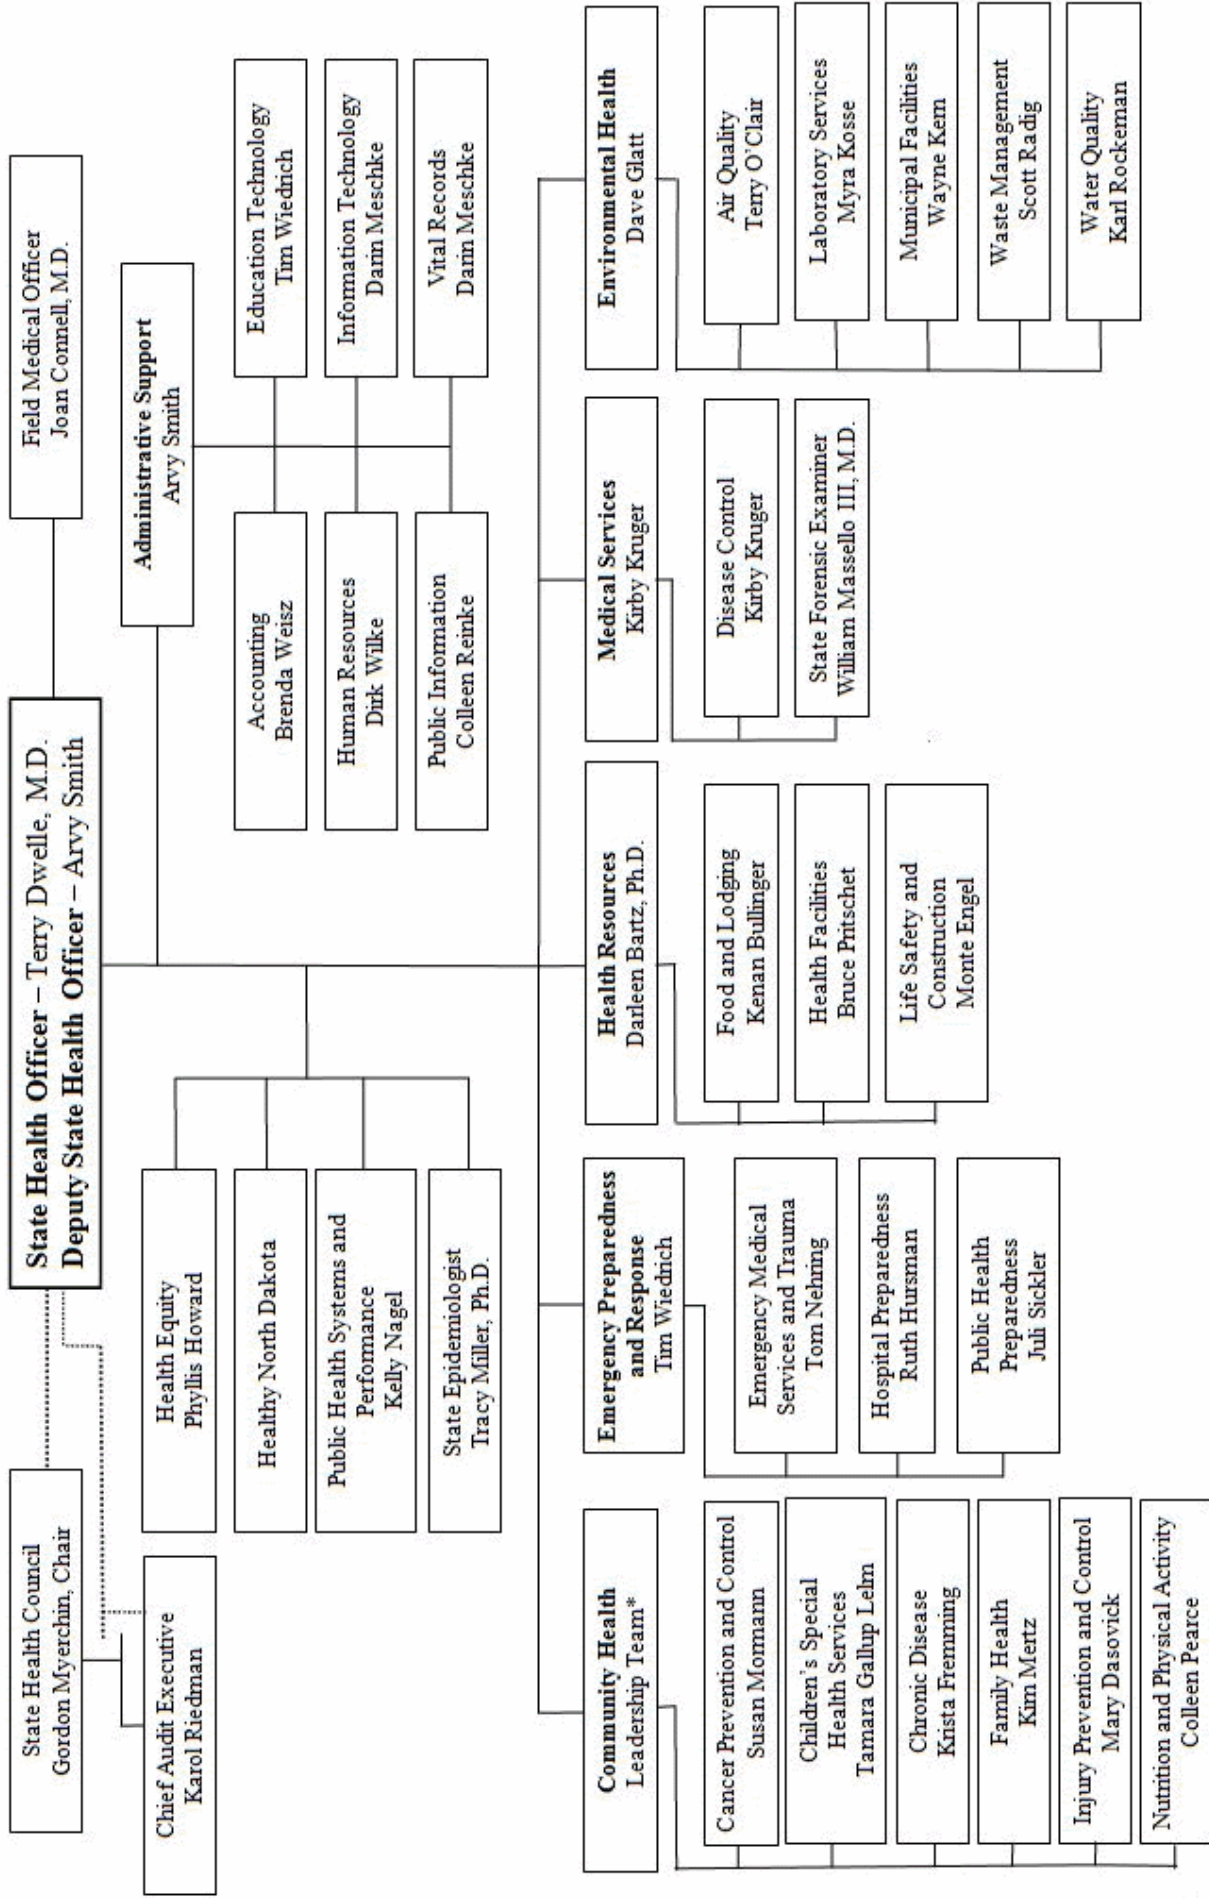 State Health Council
Gordon Myerchin, Chair
State Health Officer – Terry Dwelle, M.D.
Deputy State Health Officer – Arvy Smith
Field Medical Officer
Joan Connell, M.D.
Chief Audit Executive
Karol Riedman
Health Equity
Phyllis Howard
Healthy North Dakota
Public Health Systems and
Performance
Kelly Nagel
State Epidemiologist
Tracy Miller, Ph.D.
Administrative Support
Arvy Smith
Accounting
Brenda Weisz
Human Resources
Dirk Wilke
Public Information
Colleen Reinke
Education Technology
Tim Wiedrich
Information Technology
Darin Meschke
Vital Records
Darin Meschke
Community Health
Leadership Team*
Cancer Prevention and Control
Susan Mormann
Children's Special
Health Services
Tamara Gallup Lelm
Chronic Disease
Krista Fremming
Family Health
Kim Mertz
Injury Prevention and Control
Mary Dasovick
Nutrition and Physical Activity
Colleen Pearce
Emergency Preparedness
and Response
Tim Wiedrich
Emergency Medical
Services and Trauma
Tom Nehring
Hospital Preparedness
Ruth Hursman
Public Health
Preparedness
Juli Sickler
Health Resources
Darleen Bartz, Ph.D.
Food and Lodging
Kenan Bullinger
Health Facilities
Bruce Pritschet
Life Safety and
Construction
Monte Engel
Medical Services
Kirby Kruger
Disease Control
Kirby Kruger
State Forensic Examiner
William Massello III, M.D.
Environmental Health
Dave Glatt
Air Quality
Terry O'Clair
Laboratory Services
Myra Kosse
Municipal Facilities
Wayne Kern
Waste Management
Scott Radig
Water Quality
Karl Rockeman